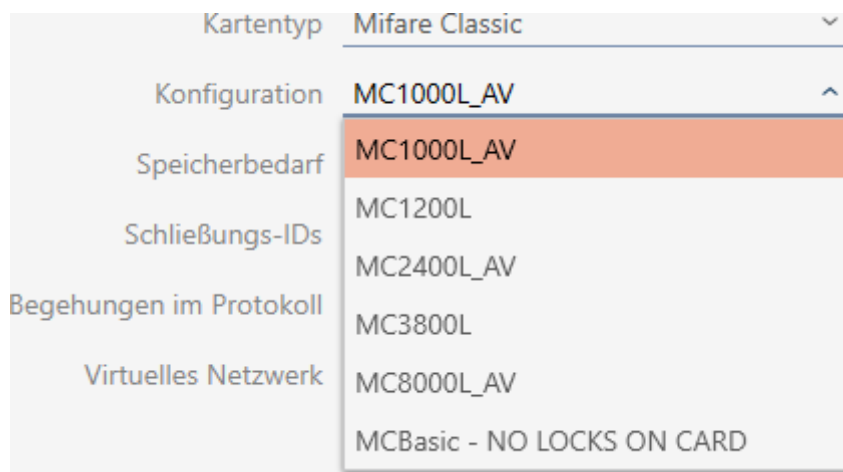 Kartentyp Mifare Classic
Konfiguration MC1000L_AV
MC1000L_AV
Speicherbedarf
MC1200L
Schließungs-IDs
MC2400L_AV
Begehungen im Protokoll
MC3800L
Virtuelles Netzwerk
MC8000L_AV
MCBasic - NO LOCKS ON CARD